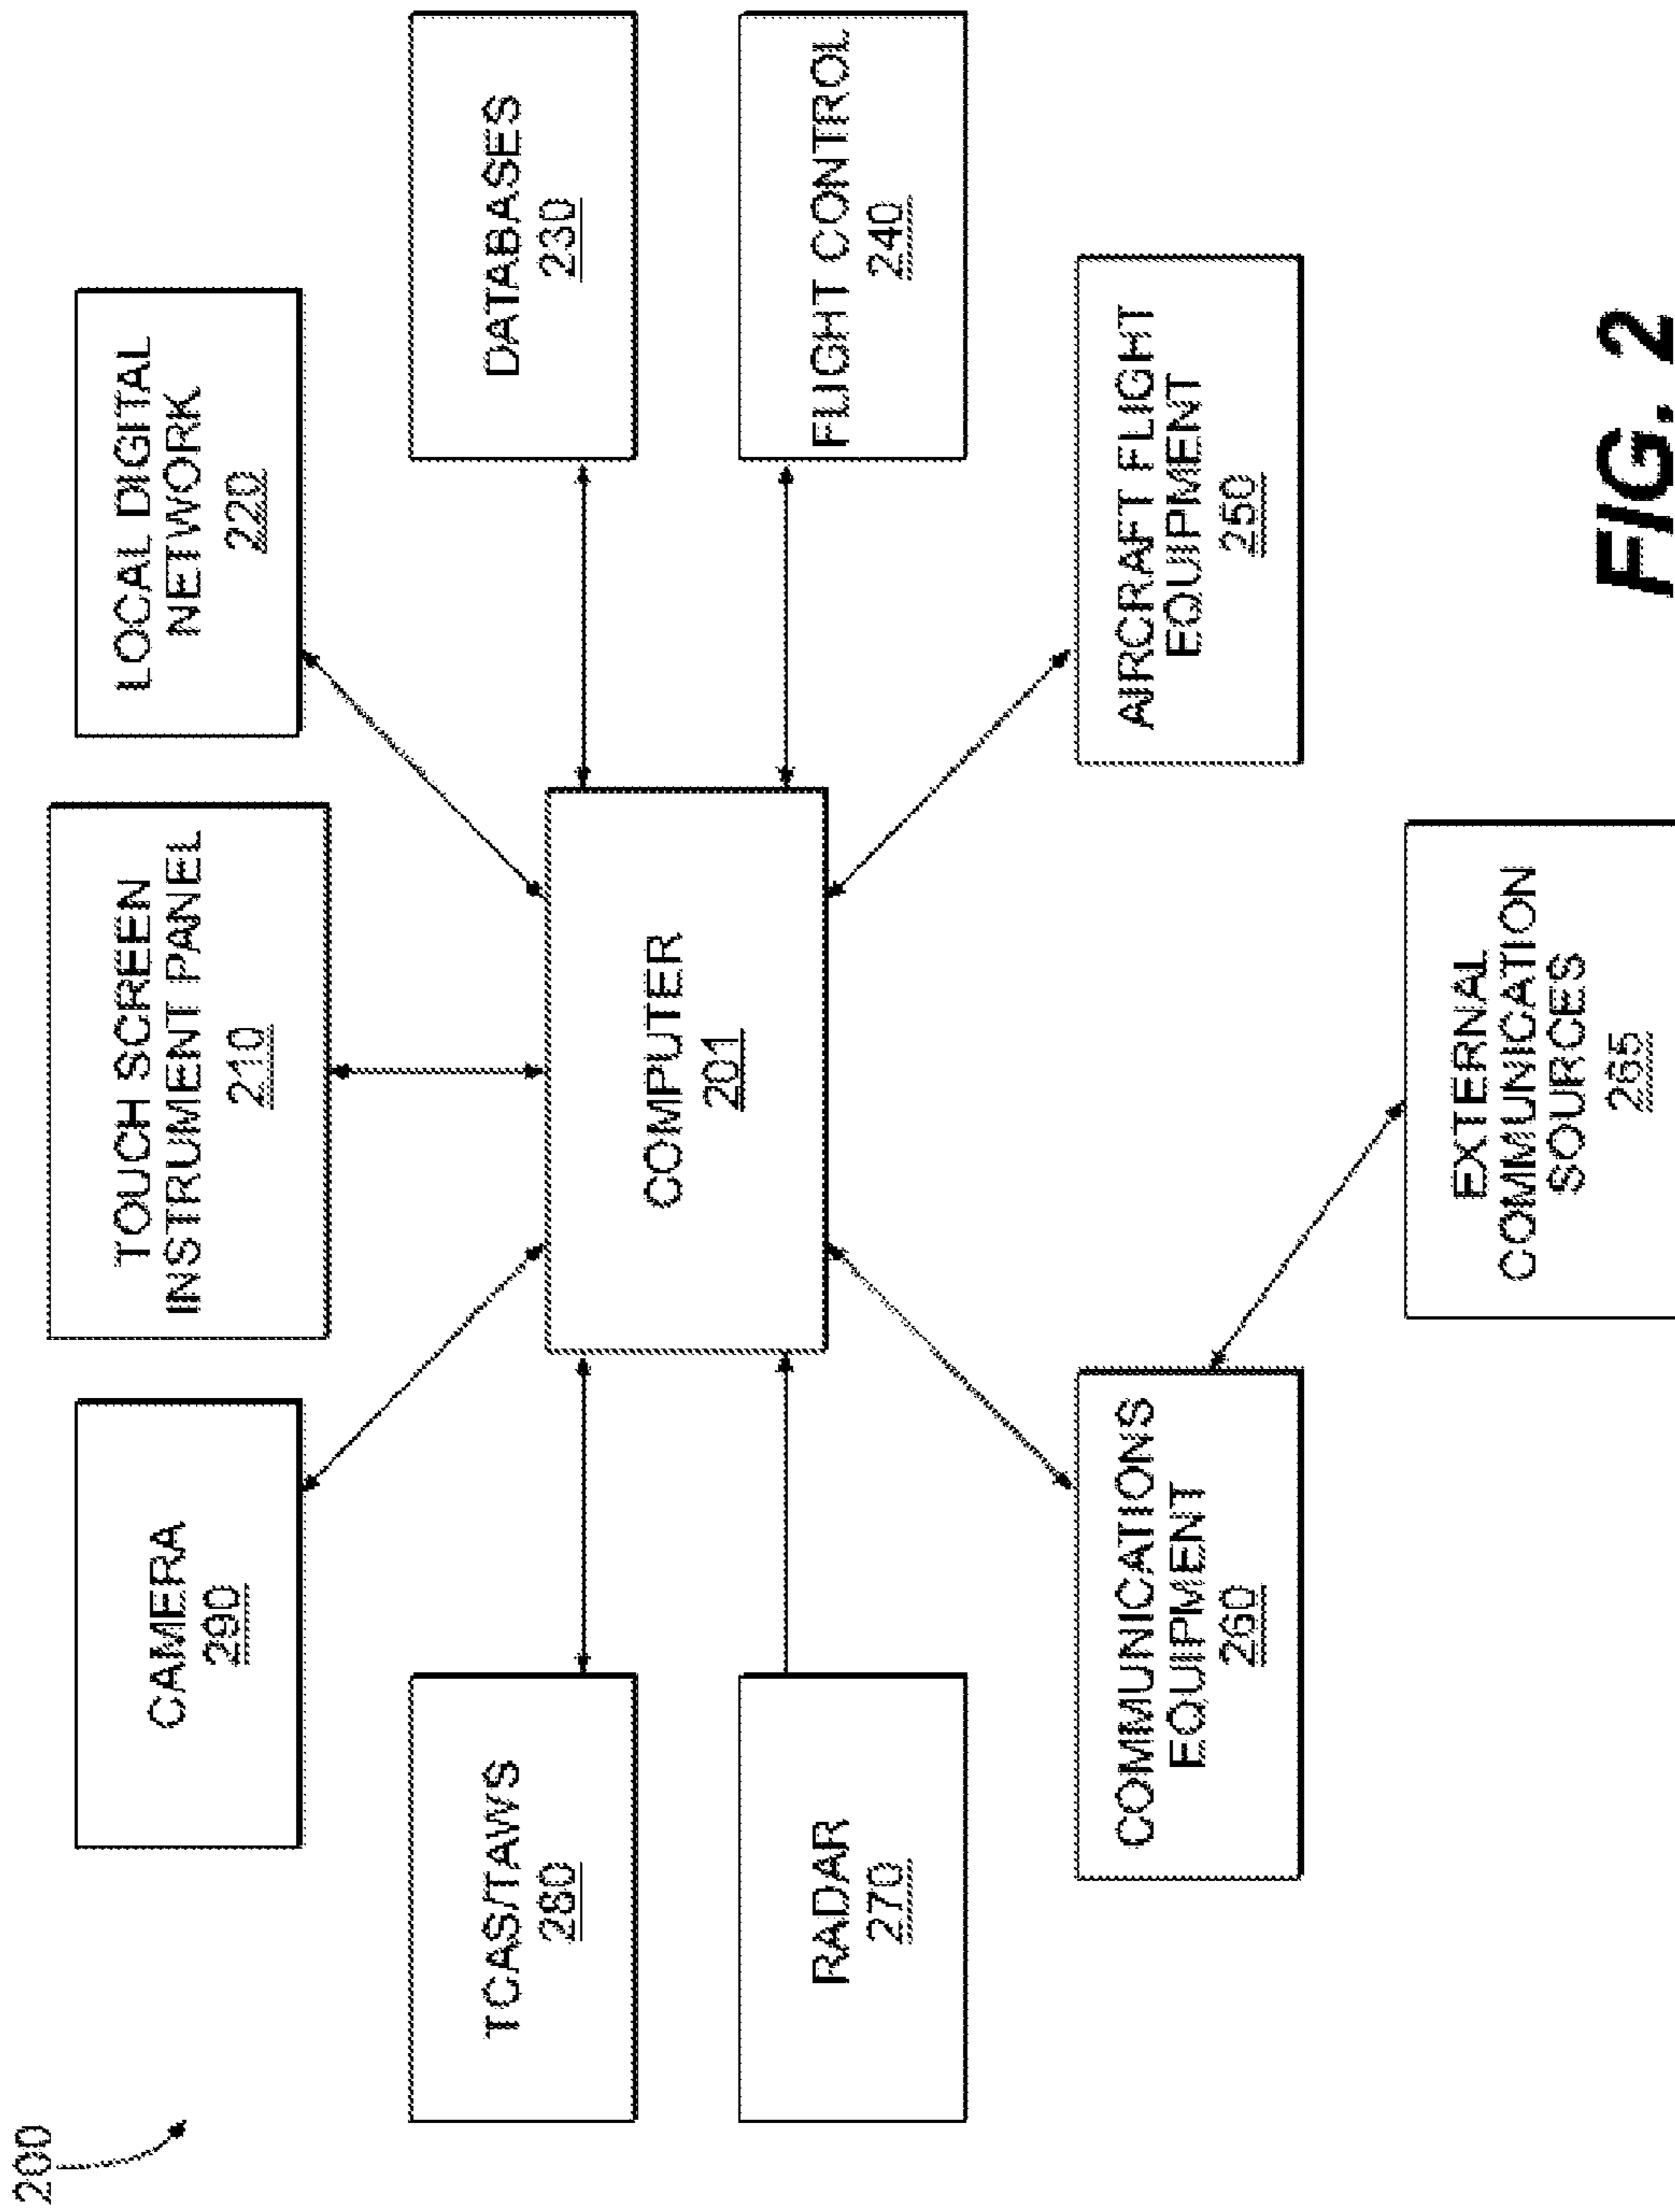 200
CAMERA
290
TOUCH SCREEN
INSTRUMENT PANEL
210
LOCAL DIGITAL
NETWORK
220
TCAS/TAWS
280
DATABASES
230
COMPUTER
201
RADAR
270
FLIGHT CONTROL
240
COMMUNICATIONS
EQUIPMENT
260
AIRCRAFT FLIGHT
EQUIPMENT
250
EXTERNAL
COMMUNICATION
SOURCES
265
FIG. 2